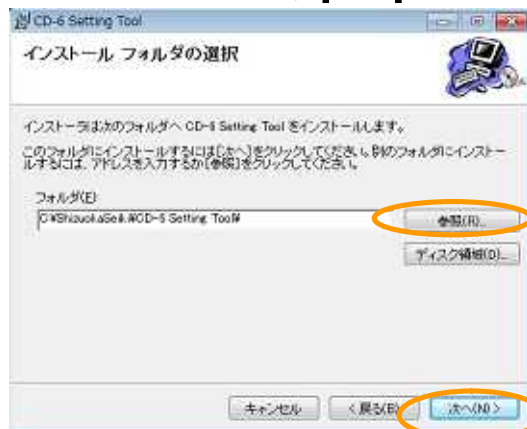 CD-6 Setting Tool
インストール フォルダの選択
インストーラは次のフォルダへ CD-6 Setting Tool をインストールします。
このフォルダにインストールするには[次へ]をクリックしてください。別のフォルダにインストー
ルするには、アドレスを入力するか[参照]をクリックしてください。
フォルダ(E)
C:¥ShizuokaSeiki¥CD-6 Setting Tool¥
参照(R)...
ディスク領域(D)...
キャンセル
< 戻る(B)
次へ(N) >